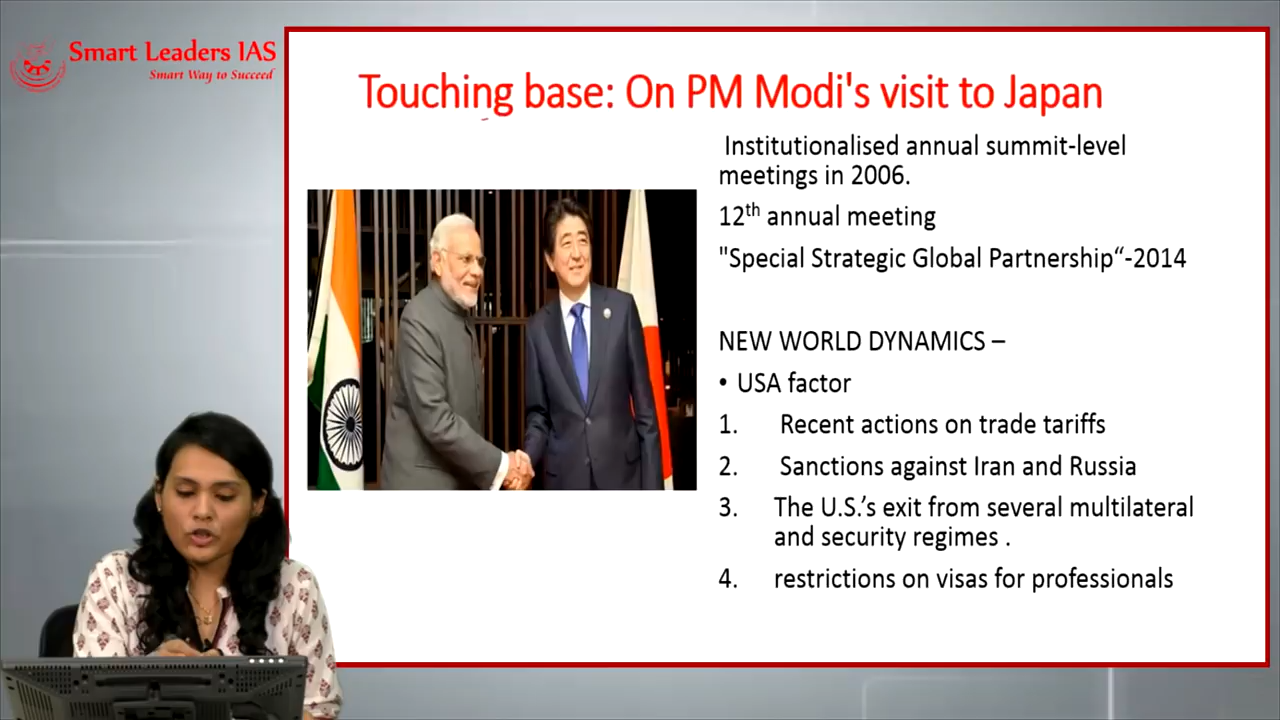 Smart Leaders IAS
Smart Way to Succeed
Touching base: On PM Modi's visit to Japan
Institutionalised annual summit-level
meetings in 2006.
12th annual meeting
"Special Strategic Global Partnership“-2014
NEW WORLD DYNAMICS –
• USA factor
1. Recent actions on trade tariffs
2. Sanctions against Iran and Russia
3. The U.S.’s exit from several multilateral
and security regimes .
4. restrictions on visas for professionals